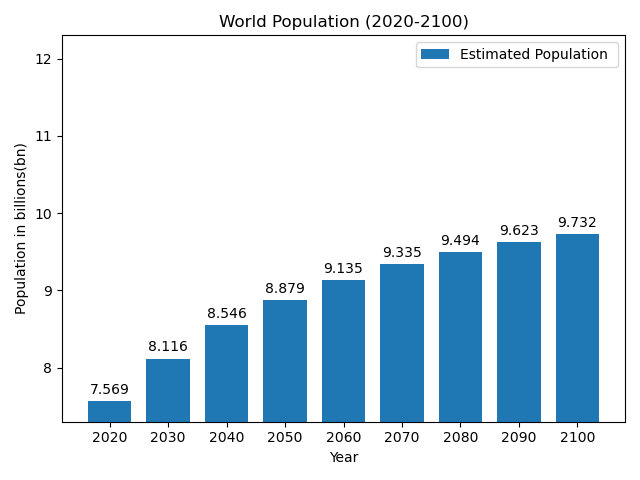 World Population (2020-2100)
Estimated Population
12
11
10
9
8
Population in billions(bn)
7.569
8.116
8.546
8.879
9.135
9.335
9.494
9.623
9.732
2020 2030 2040 2050 2060 2070 2080 2090 2100
Year